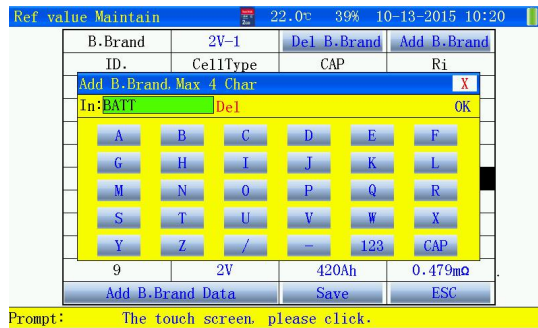 Ref value Maintain 22.0℃ 39% 10-13-2015 10:20
B.Brand 2V-1 Del B.Brand Add B.Brand
ID. CellType CAP Ri
Add B.Brand, Max 4 Char X
In:BATT Del OK
A B C D E F
G H I J K L
M N O P Q R
S T U V W X
Y Z / - 123 CAP
9 2V 420Ah 0.479mΩ
Add B.Brand Data Save ESC
Prompt: The touch screen, please click.